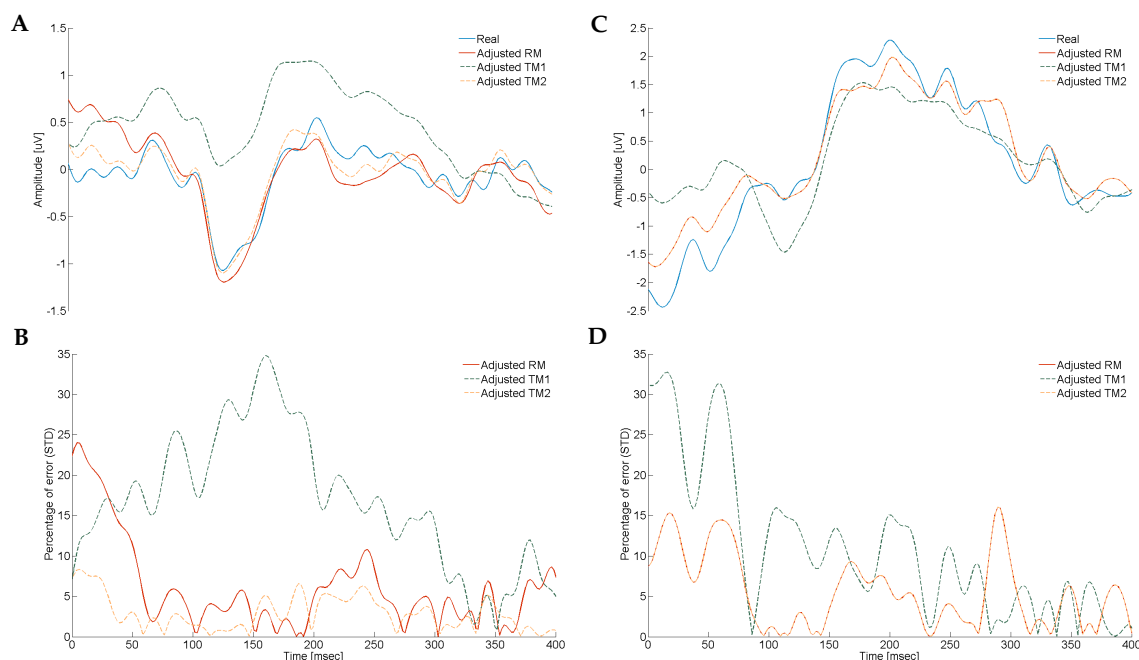 A
1.5
1
0.5
0
-0.5
-1
-1.5
Amplitude [uV]
Real
Adjusted RM
Adjusted TM1
Adjusted TM2
C
2.5
2
1.5
1
0.5
0
-0.5
-1
-1.5
-2
-2.5
Amplitude [uV]
Real
Adjusted RM
Adjusted TM1
Adjusted TM2
B
35
30
25
20
15
10
5
0
Percentage of error (STD)
Adjusted RM
Adjusted TM1
Adjusted TM2
0 50 100 150 200 250 300 350 400
Time [msec]
D
35
30
25
20
15
10
5
0
Percentage of error (STD)
Adjusted RM
Adjusted TM1
Adjusted TM2
0 50 100 150 200 250 300 350 400
Time [msec]